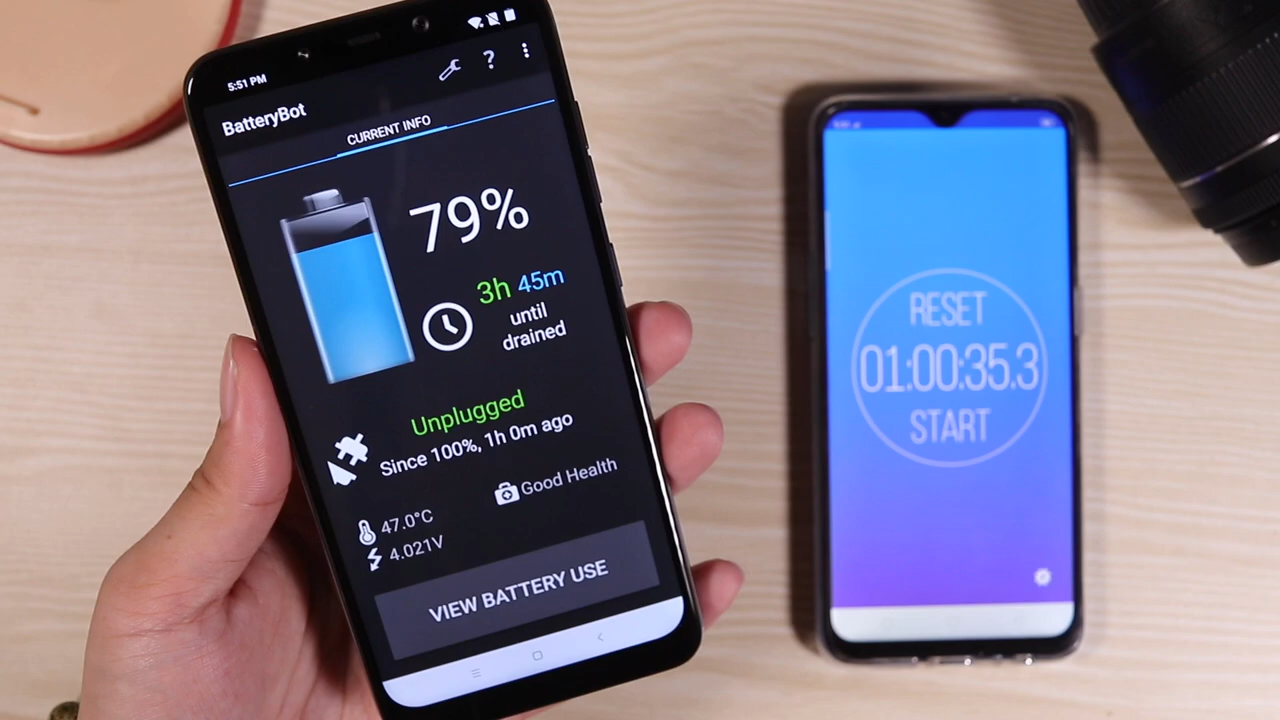 5:51 PM
BatteryBot
CURRENT INFO
79%
3h 45m
until
drained
Unplugged
Since 100%, 1h 0m ago
Good Health
47.0°C
4.021V
VIEW BATTERY USE
RESET
01:00:35.3
START